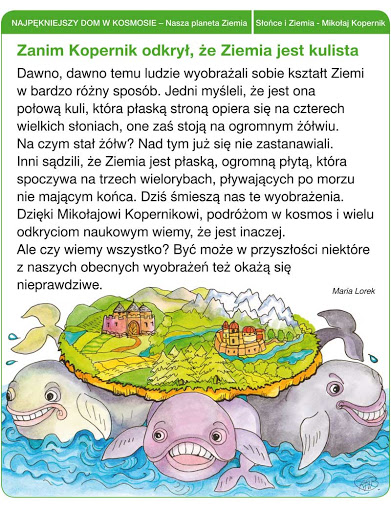 NAJPĘKNIEJSZY DOM W KOSMOSIE – Nasza planeta Ziemia
Słońce i Ziemia - Mikołaj Kopernik
Zanim Kopernik odkrył, że Ziemia jest kulista
Dawno, dawno temu ludzie wyobrażali sobie kształt Ziemi
w bardzo różny sposób. Jedni myśleli, że jest ona
połową kuli, która płaską stroną opiera się na czterech
wielkich słoniach, one zaś stoją na ogromnym żółwiu.
Na czym stał żółw? Nad tym już się nie zastanawiali.
Inni sądzili, że Ziemia jest płaską, ogromną płytą, która
spoczywa na trzech wielorybach, pływających po morzu
nie mającym końca. Dziś śmieszą nas te wyobrażenia.
Dzięki Mikołajowi Kopernikowi, podróżom w kosmos i wielu
odkryciom naukowym wiemy, że jest inaczej.
Ale czy wiemy wszystko? Być może w przyszłości niektóre
z naszych obecnych wyobrażeń też okażą się
nieprawdziwe.
Maria Lorek